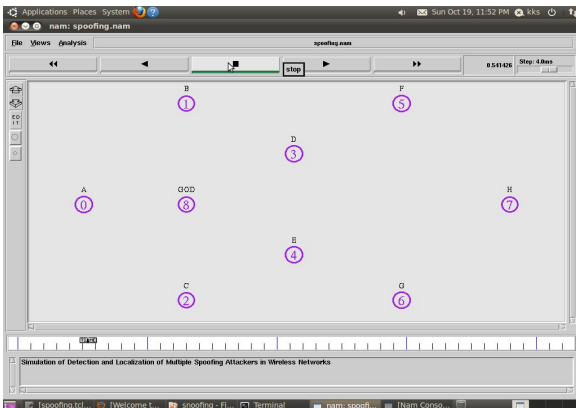 Applications Places System Sun Oct 19, 11:52 PM kks
nam: spoofing.nam
File Views Analysis spoofing.nam
stop 0.541426 Step: 4.0ms
ED
IT
B F
1 5
D
3
A GOD H
0 8 7
E
4
C G
2 6
Simulation of Detection and Localization of Multiple Spoofing Attackers in Wireless Networks
[spoofing.tcl... [Welcome t... snoofing - Fi... Terminal nam: spoofi... [Nam Conso...